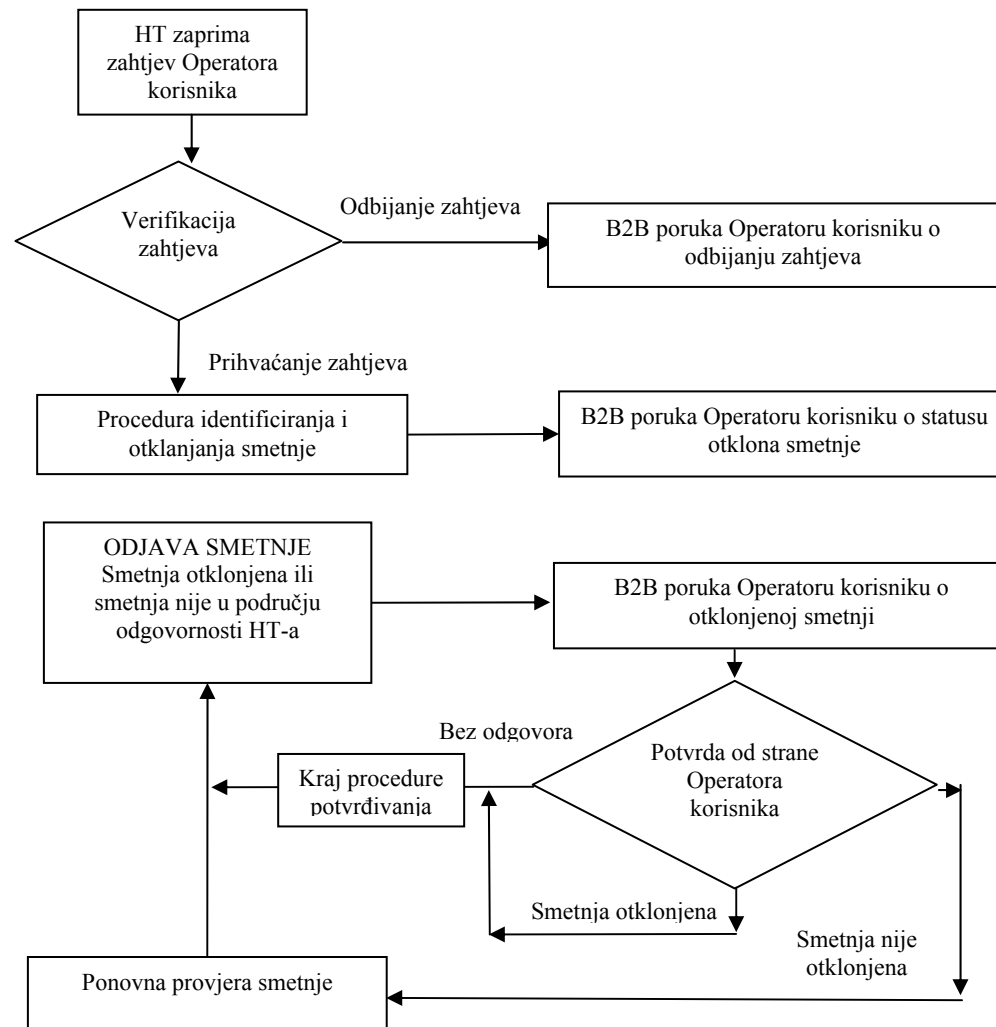 HT zaprima
zahtjev Operatora
korisnika
Verifikacija
zahtjeva
Odbijanje zahtjeva
B2B poruka Operatoru korisniku o
odbijanju zahtjeva
Prihvaćanje zahtjeva
Procedura identificiranja i
otklanjanja smetnje
B2B poruka Operatoru korisniku o statusu
otklona smetnje
ODJAVA SMETNJE
Smetnja otklonjena ili
smetnja nije u području
odgovornosti HT-a
B2B poruka Operatoru korisniku o
otklonjenoj smetnji
Bez odgovora
Kraj procedure
potvrđivanja
Potvrda od strane
Operatora
korisnika
Smetnja otklonjena
Smetnja nije
otklonjena
Ponovna provjera smetnje